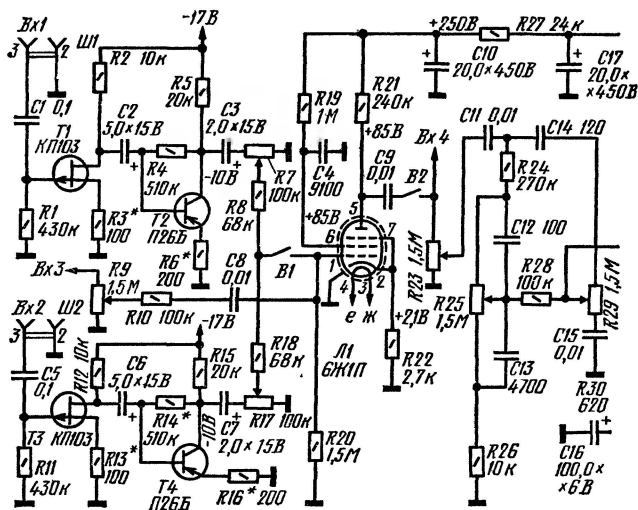 Вх1
3
2
Ш1
-17В
R2 10к
R5
20к
C1
0,1
C2
5,0×15В
C3
2,0×15В
T1
КП103
R4
510к
-10В
R7
100к
R8
68к
R1
430к
R3*
100
T2
П26Б
R6*
200
В1
Вх3
R9
1,5М
R10 100к
C8
0,01
Вх2
3
2
Ш2
-17В
R12 10к
C5
0,1
C6
5,0×15В
R15
20к
R18
68к
T3
КП103
R14*
510к
-10В
C7
2,0×15В
R17 100к
R11
430к
R13*
100
T4
П26Б
R16* 200
R19
1М
R21
240к
+85В
C4
9100
+85В
C9
0,01
Вх4
В2
5
6
7
1
2
4
3
е ж
Л1
6Ж1П
+2,1В
R22
2,7к
R20
1,5М
+250В
C10
20,0×450В
R27 24к
C17
20,0×
×450В
C11 0,01
C14 120
R24
270к
R23 1,5М
C12 100
R25
1,5М
R28
100к
R29 1,5М
C13
4700
C15
0,01
R30
620
R26
10к
C16
100,0×
×6В